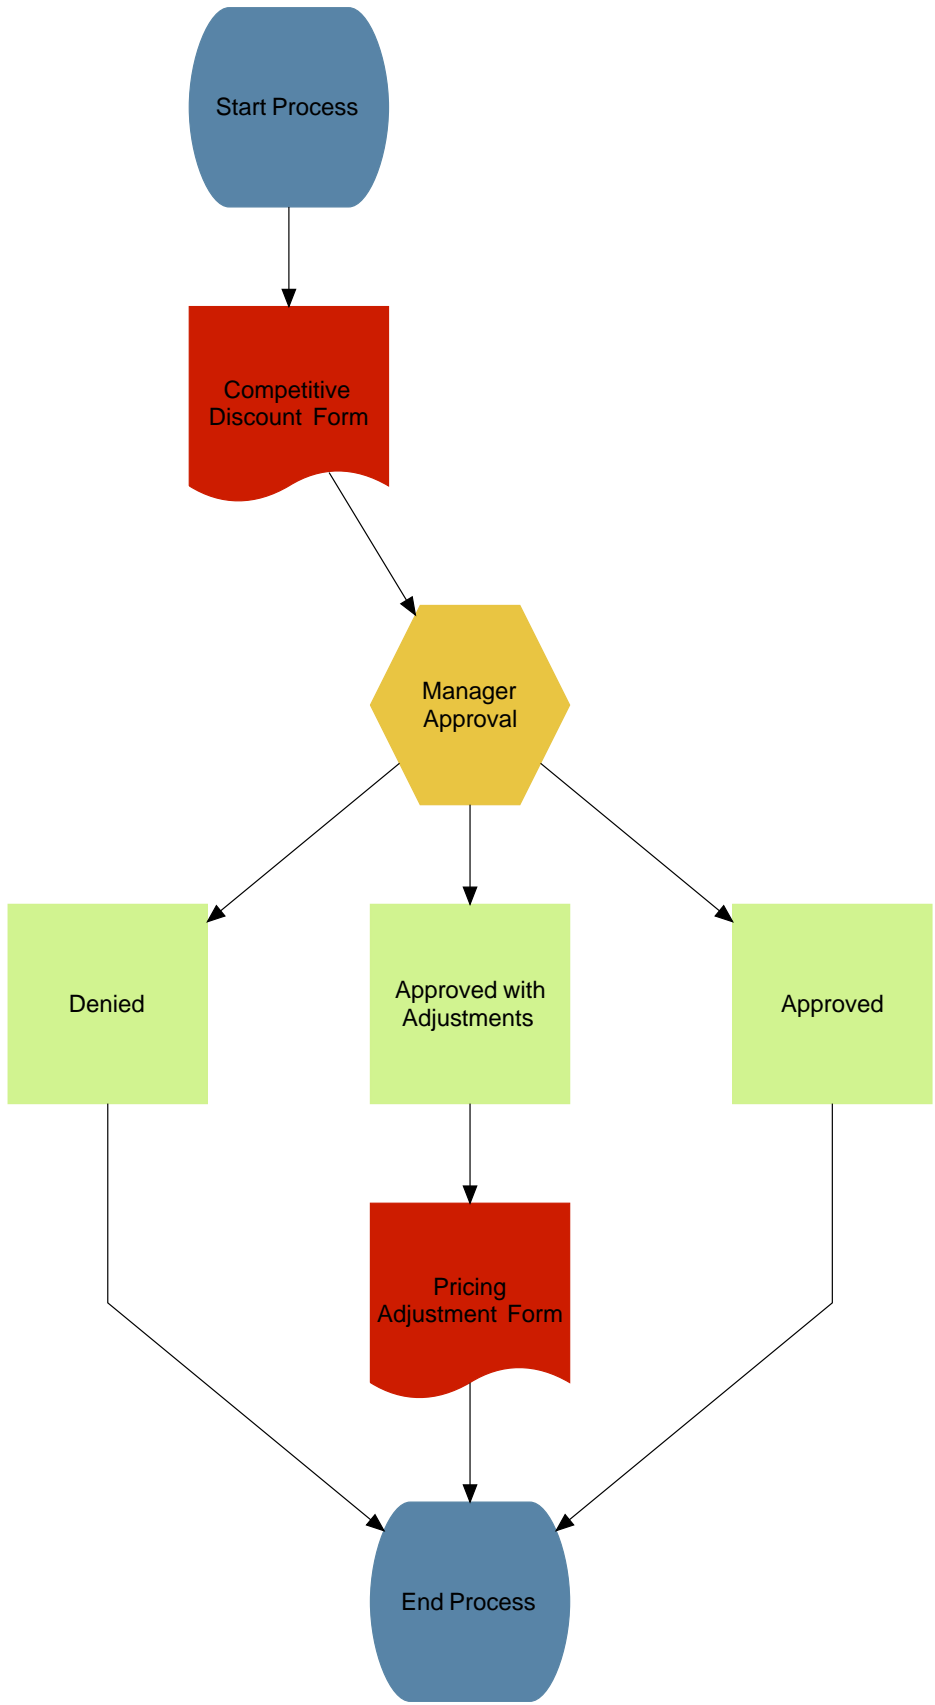 Start Process
Competitive
Discount Form
Manager
Approval
Denied
Approved with
Adjustments
Approved
Pricing
Adjustment Form
End Process